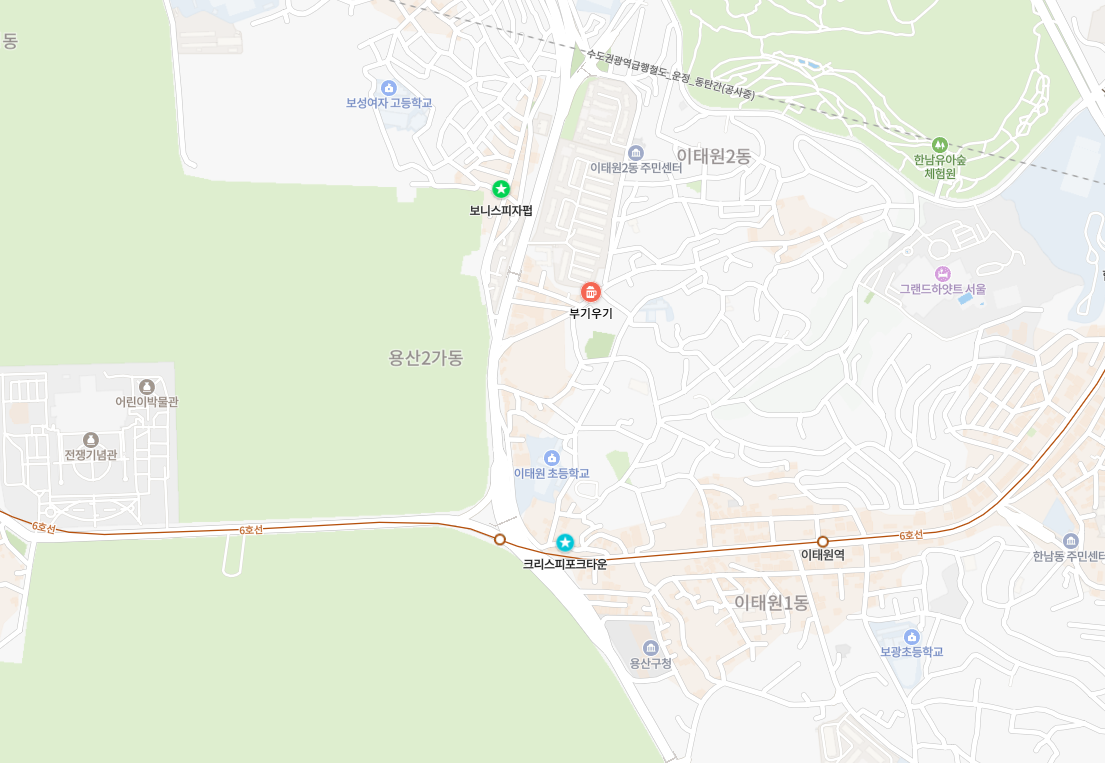 동
수도권광역급행철도_운정_동탄간(공사중)
보성여자 고등학교
이태원2동 주민센터
이태원2동
한남유아숲
체험원
보니스피자펍
그랜드하얏트 서울
부기우기
용산2가동
어린이박물관
전쟁기념관
이태원 초등학교
6호선
6호선
6호선
이태원역
한남동 주민센터
크리스피포크타운
이태원1동
보광초등학교
용산구청